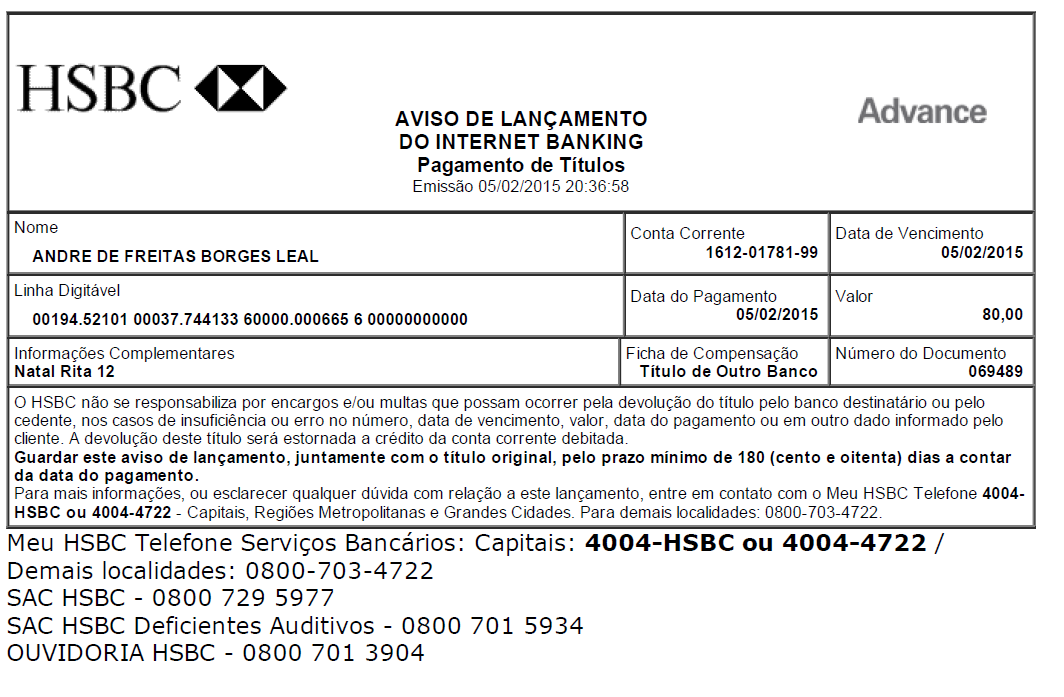 HSBC
Advance
AVISO DE LANÇAMENTO
DO INTERNET BANKING
Pagamento de Títulos
Emissão 05/02/2015 20:36:58
Nome
ANDRE DE FREITAS BORGES LEAL
Conta Corrente
1612-01781-99
Data de Vencimento
05/02/2015
Linha Digitável
00194.52101 00037.744133 60000.000665 6 00000000000
Data do Pagamento
05/02/2015
Valor
80,00
Informações Complementares
Natal Rita 12
Ficha de Compensação
Título de Outro Banco
Número do Documento
069489
O HSBC não se responsabiliza por encargos e/ou multas que possam ocorrer pela devolução do título pelo banco destinatário ou pelo
cedente, nos casos de insuficiência ou erro no número, data de vencimento, valor, data do pagamento ou em outro dado informado pelo
cliente. A devolução deste título será estornada a crédito da conta corrente debitada.
Guardar este aviso de lançamento, juntamente com o título original, pelo prazo mínimo de 180 (cento e oitenta) dias a contar
da data do pagamento.
Para mais informações, ou esclarecer qualquer dúvida com relação a este lançamento, entre em contato com o Meu HSBC Telefone 4004-
HSBC ou 4004-4722 - Capitais, Regiões Metropolitanas e Grandes Cidades. Para demais localidades: 0800-703-4722.
Meu HSBC Telefone Serviços Bancários: Capitais: 4004-HSBC ou 4004-4722 /
Demais localidades: 0800-703-4722
SAC HSBC - 0800 729 5977
SAC HSBC Deficientes Auditivos - 0800 701 5934
OUVIDORIA HSBC - 0800 701 3904